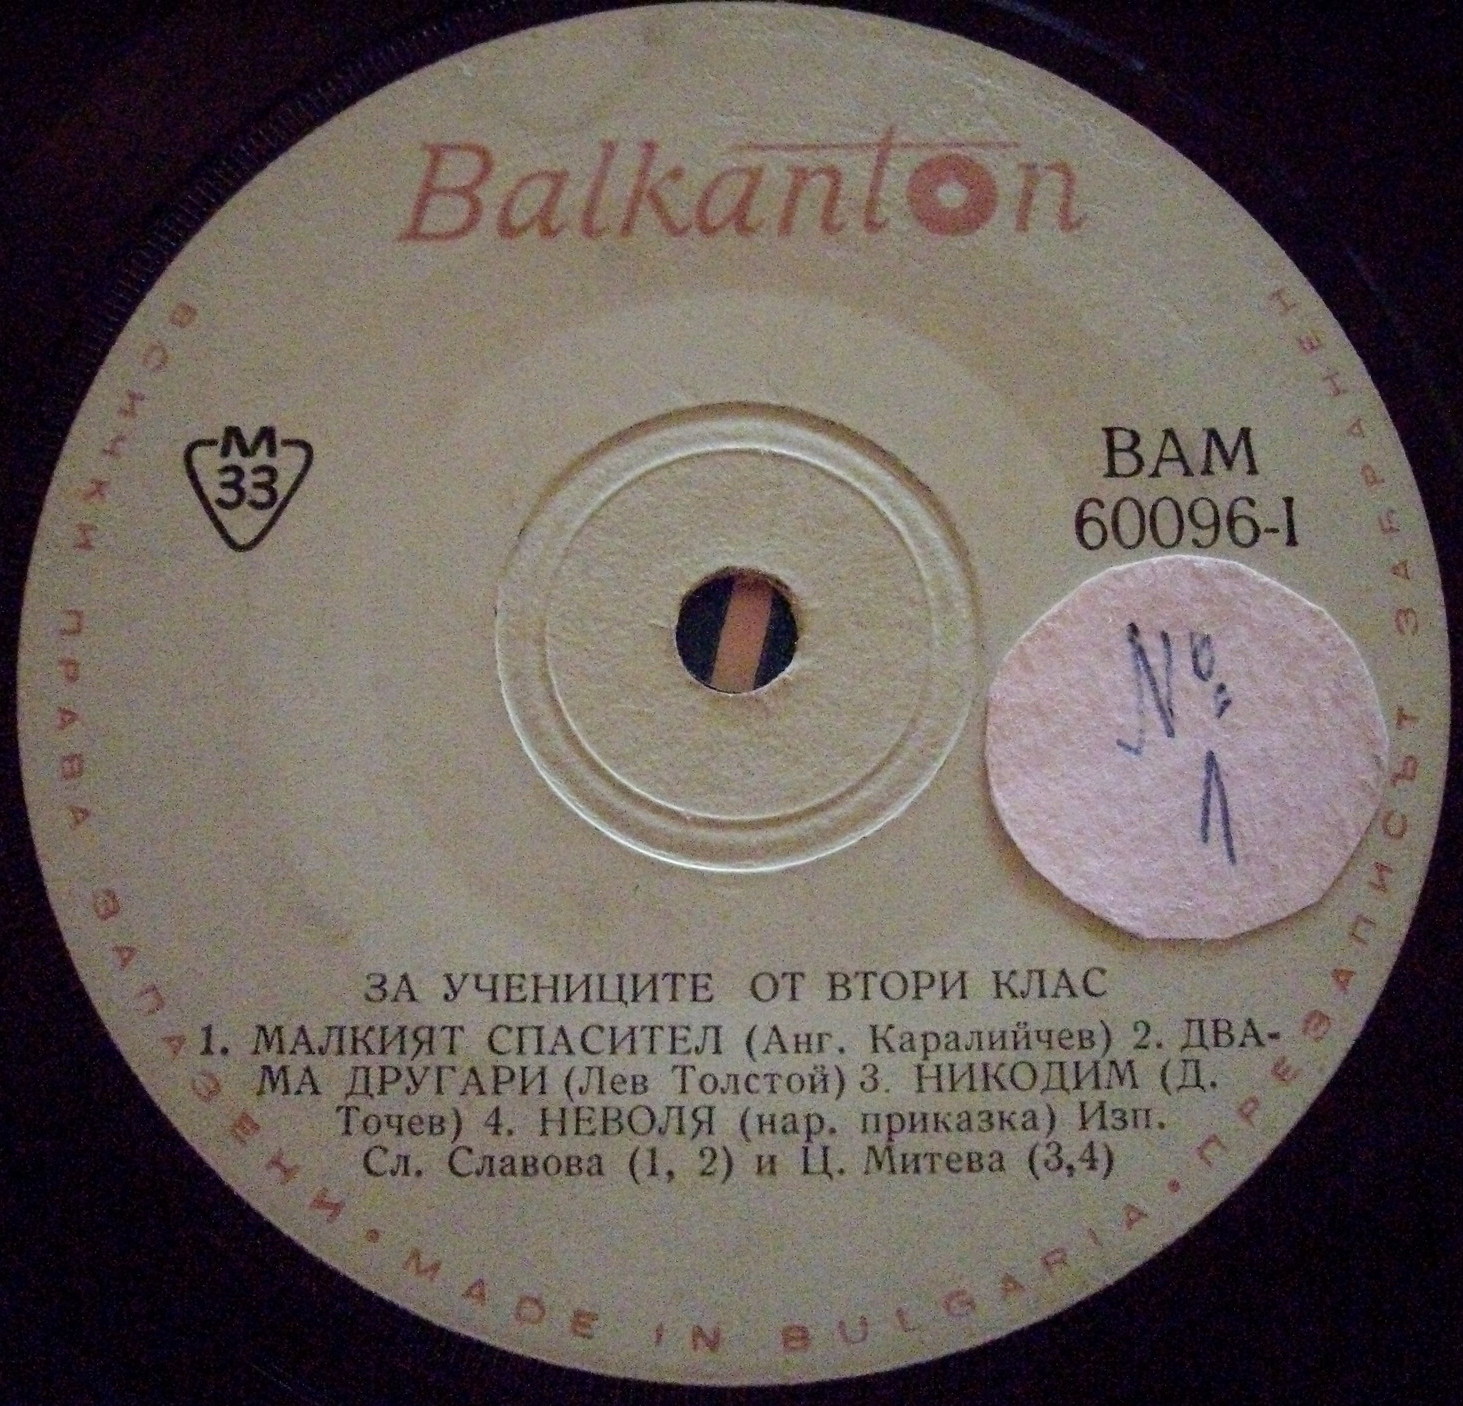 Balkanton
M
33
ВАМ
60096-I
№
1
ЗА УЧЕНИЦИТЕ ОТ ВТОРИ КЛАС
1. МАЛКИЯТ СПАСИТЕЛ (Анг. Каралийчев) 2. ДВА-
МА ДРУГАРИ (Лев Толстой) 3. НИКОДИМ (Д.
Точев) 4. НЕВОЛЯ (нар. приказка) Изп.
Сл. Славова (1, 2) и Ц. Митева (3,4)
ВСИЧКИ ПРАВА ЗАПАЗЕНИ • MADE IN BULGARIA • ПРЕЗАПИСЪТ ЗАБРАНЕН